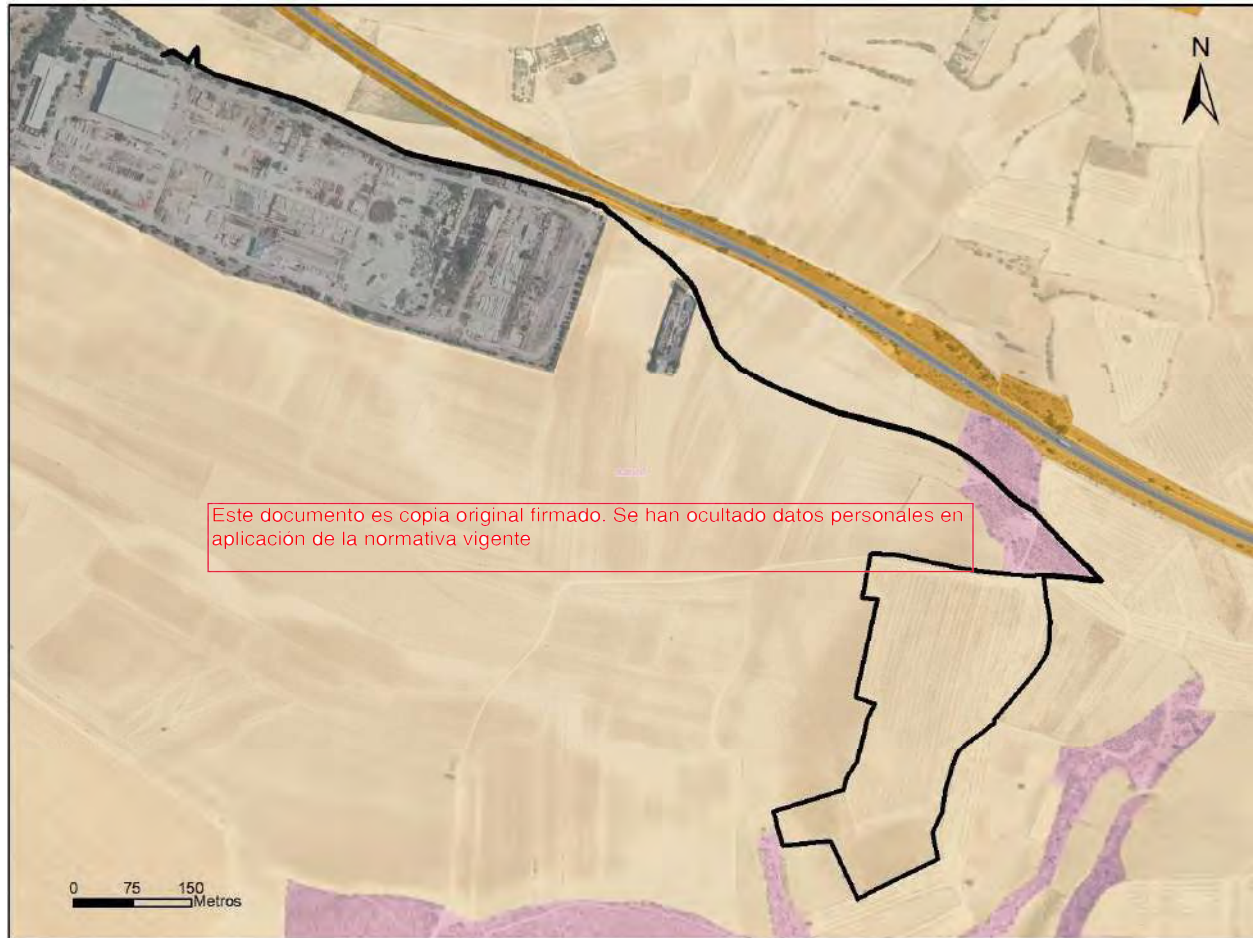 N
Este documento es copia original firmado. Se han ocultado datos personales en
aplicación de la normativa vigente
0 75 150
Metros